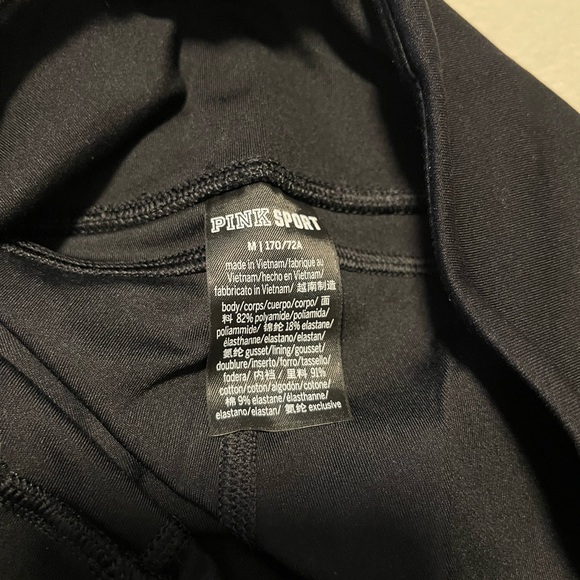 PINK SPORT
M | 170/72A
made in Vietnam/fabriqué au
Vietnam/hecho en Vietnam/
fabbricato in Vietnam/ 越南制造
body/corps/cuerpo/corpo/ 面
料 82% polyamide/poliamida/
poliammide/ 锦纶 18% elastane/
élasthanne/elastano/elastan/
氨纶 gusset/lining/gousset/
doublure/inserto/forro/tassello/
fodera/ 内裆 / 里料 91%
cotton/coton/algodón/cotone/
棉 9% elastane/élasthanne/
elastano/elastan/ 氨纶 exclusive